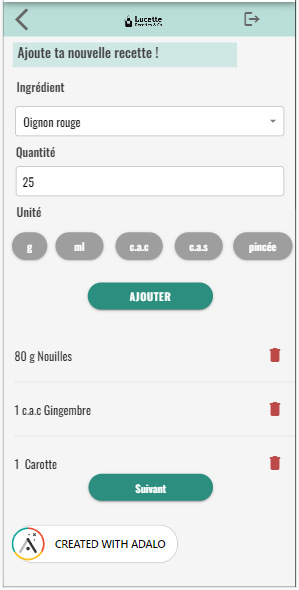 Lucette
Ajoute ta nouvelle recette !
Ingrédient
Oignon rouge
Quantité
25
Unité
g ml c.a.c c.a.s pincée
AJOUTER
80 g Nouilles
1 c.a.c Gingembre
1 Carotte
Suivant
CREATED WITH ADALO